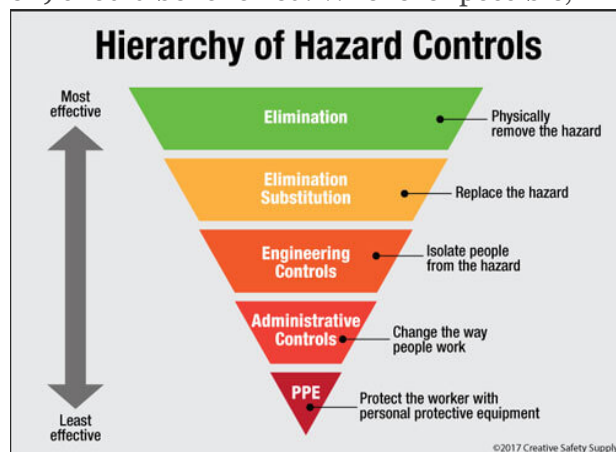 Hierarchy of Hazard Controls
Most
effective
Elimination
Physically
remove the hazard
Elimination
Substitution
Replace the hazard
Engineering
Controls
Isolate people
from the hazard
Administrative
Controls
Change the way
people work
PPE
Protect the worker with
personal protective equipment
Least
effective
©2017 Creative Safety Supply